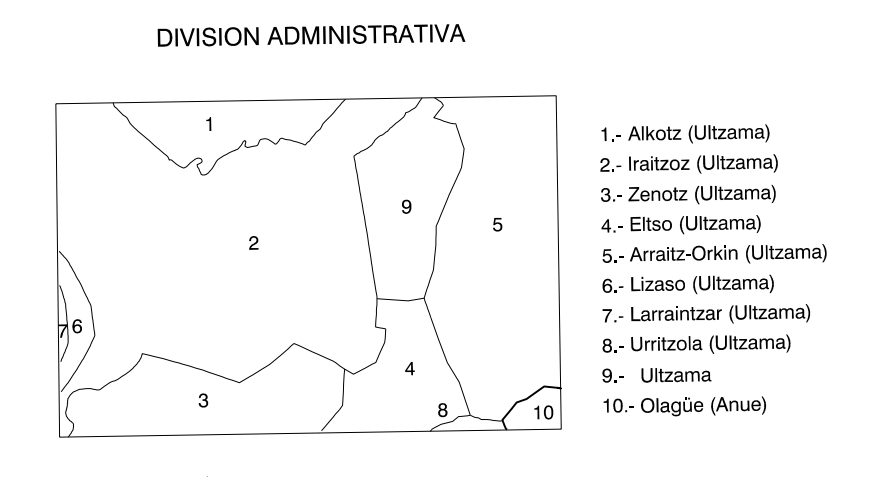 DIVISION ADMINISTRATIVA
1
2
9
5
7
6
3
4
8
10
1.- Alkotz (Ultzama)
2.- Iraitzoz (Ultzama)
3.- Zenotz (Ultzama)
4.- Eltso (Ultzama)
5.- Arraitz-Orkin (Ultzama)
6.- Lizaso (Ultzama)
7.- Larraintzar (Ultzama)
8.- Urritzola (Ultzama)
9.- Ultzama
10.- Olagüe (Anue)